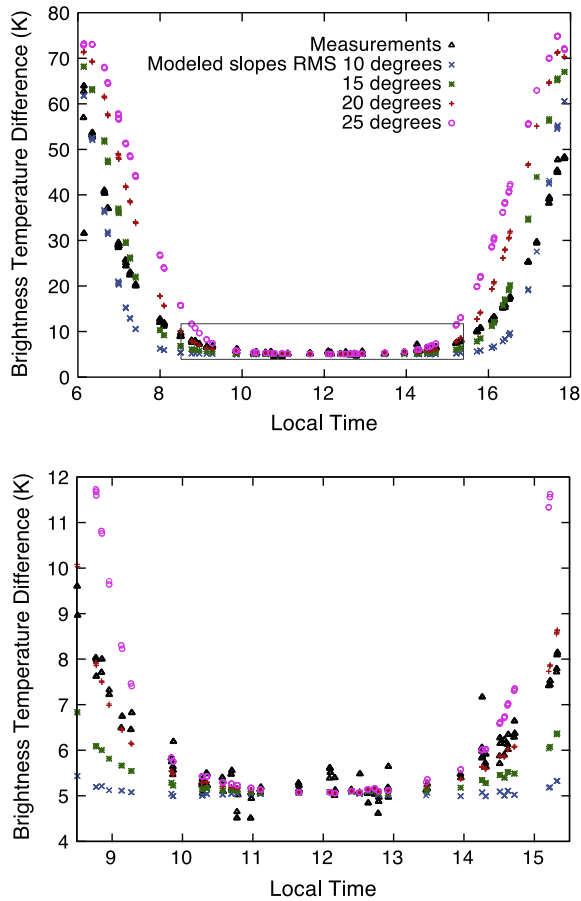 80
70
60
50
40
30
20
10
0
Brightness Temperature Difference (K)
Measurements
Modeled slopes RMS 10 degrees
15 degrees
20 degrees
25 degrees
6 8 10 12 14 16 18
Local Time
12
11
10
9
8
7
6
5
4
Brightness Temperature Difference (K)
9 10 11 12 13 14 15
Local Time